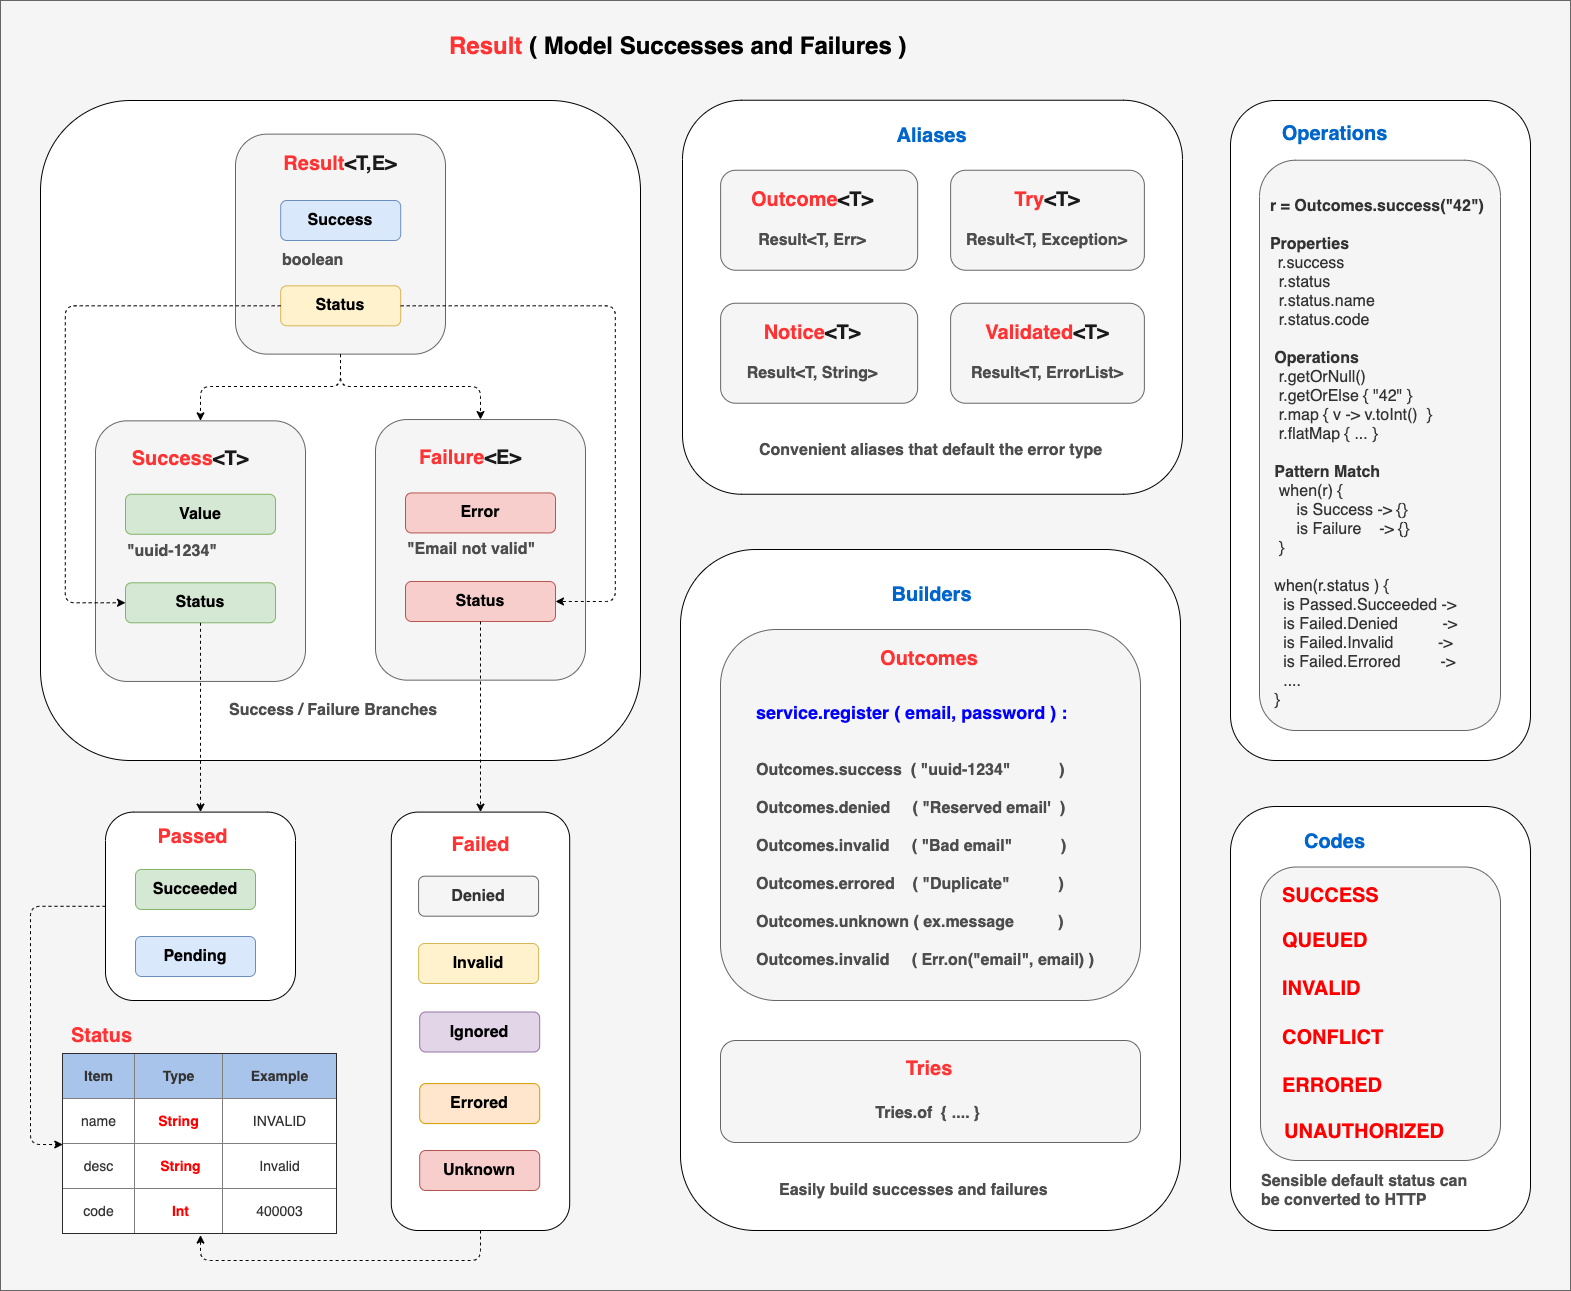 Result ( Model Successes and Failures )
Result<T,E>
Success
boolean
Status
Success<T>
Value
"uuid-1234"
Status
Failure<E>
Error
"Email not valid"
Status
Success / Failure Branches
Passed
Succeeded
Pending
Failed
Denied
Invalid
Ignored
Errored
Unknown
Status
Item Type Example
name String INVALID
desc String Invalid
code Int 400003
Aliases
Outcome<T>
Result<T, Err>
Try<T>
Result<T, Exception>
Notice<T>
Result<T, String>
Validated<T>
Result<T, ErrorList>
Convenient aliases that default the error type
Builders
Outcomes
service.register ( email, password ) :
Outcomes.success ( "uuid-1234" )
Outcomes.denied ( "Reserved email' )
Outcomes.invalid ( "Bad email" )
Outcomes.errored ( "Duplicate" )
Outcomes.unknown ( ex.message )
Outcomes.invalid ( Err.on("email", email) )
Tries
Tries.of { .... }
Easily build successes and failures
Operations
r = Outcomes.success("42")
Properties
r.success
r.status
r.status.name
r.status.code
Operations
r.getOrNull()
r.getOrElse { "42" }
r.map { v -> v.toInt() }
r.flatMap { ... }
Pattern Match
when(r) {
is Success -> {}
is Failure -> {}
}
when(r.status ) {
is Passed.Succeeded ->
is Failed.Denied ->
is Failed.Invalid ->
is Failed.Errored ->
....
}
Codes
SUCCESS
QUEUED
INVALID
CONFLICT
ERRORED
UNAUTHORIZED
Sensible default status can
be converted to HTTP